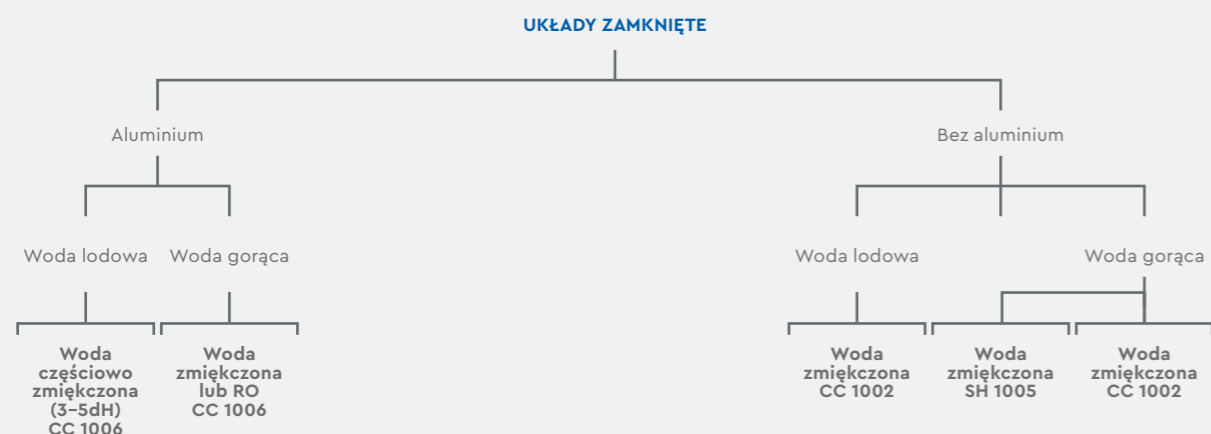 UKŁADY ZAMKNIĘTE
Aluminium
Bez aluminium
Woda lodowa
Woda gorąca
Woda lodowa
Woda gorąca
Woda
częściowo
zmiękczona
(3–5dH)
CC 1006
Woda
zmiękczona
lub RO
CC 1006
Woda
zmiękczona
CC 1002
Woda
zmiękczona
SH 1005
Woda
zmiękczona
CC 1002